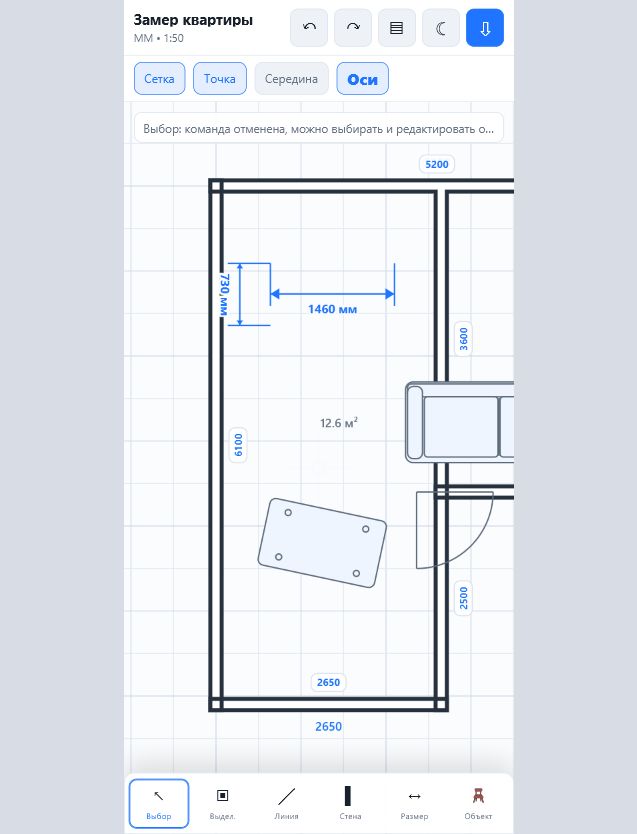 Замер квартиры
ММ • 1:50
Сетка
Точка
Середина
Оси
Выбор: команда отменена, можно выбирать и редактировать о...
5200
730 мм
1460 мм
3600
12.6 м²
6100
2500
2650
2650
Выбор
Выдел.
Линия
Стена
Размер
Объект